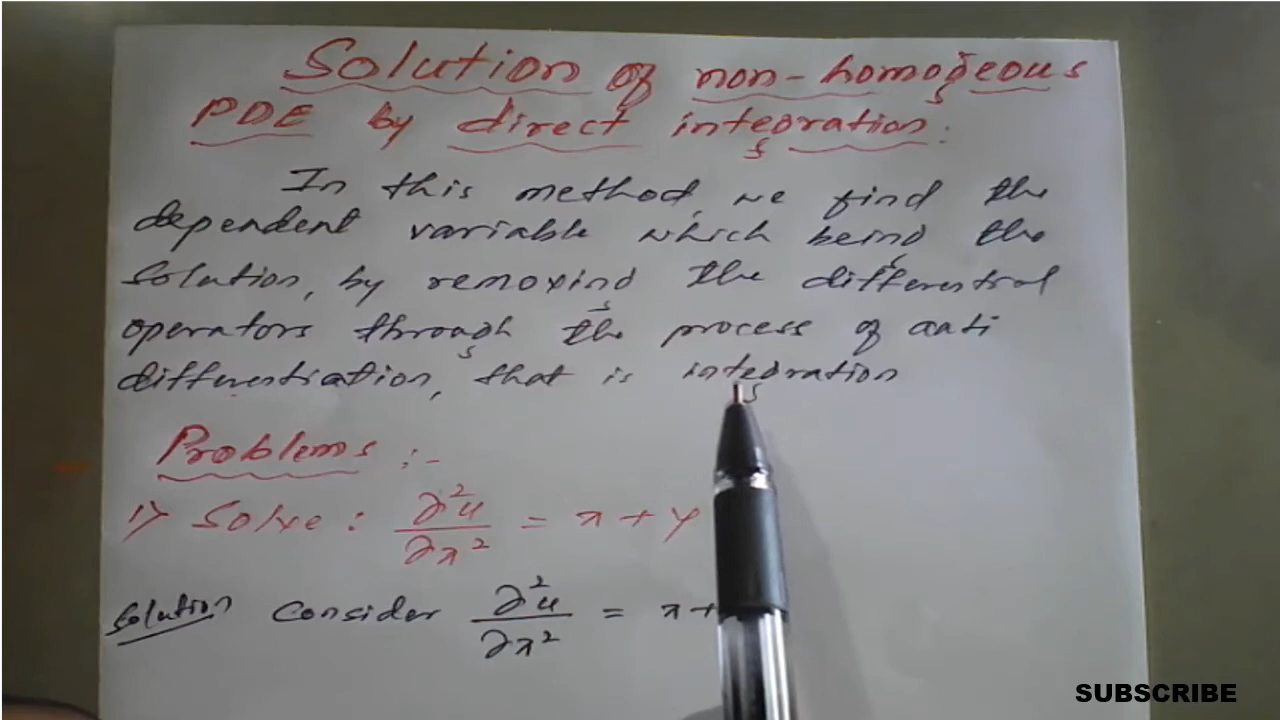 Solution of non-homogeous
PDE by direct integration:
In this method, we find the
dependent variable which being the
solution, by removing the differential
operators through the process of anti
differentiation, that is integration
Problems :-
1) Solve : ∂²u/∂x² = x + y
Solution Consider ∂²u/∂x² = x+
SUBSCRIBE